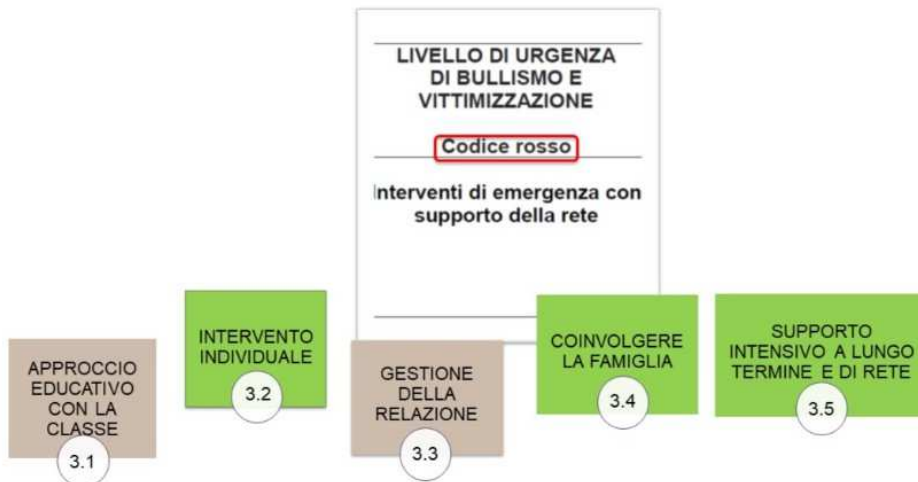 LIVELLO DI URGENZA
DI BULLISMO E
VITTIMIZZAZIONE
Codice rosso
Interventi di emergenza con
supporto della rete
APPROCCIO
EDUCATIVO
CON LA
CLASSE
3.1
INTERVENTO
INDIVIDUALE
3.2
GESTIONE
DELLA
RELAZIONE
3.3
COINVOLGERE
LA FAMIGLIA
3.4
SUPPORTO
INTENSIVO A LUNGO
TERMINE E DI RETE
3.5